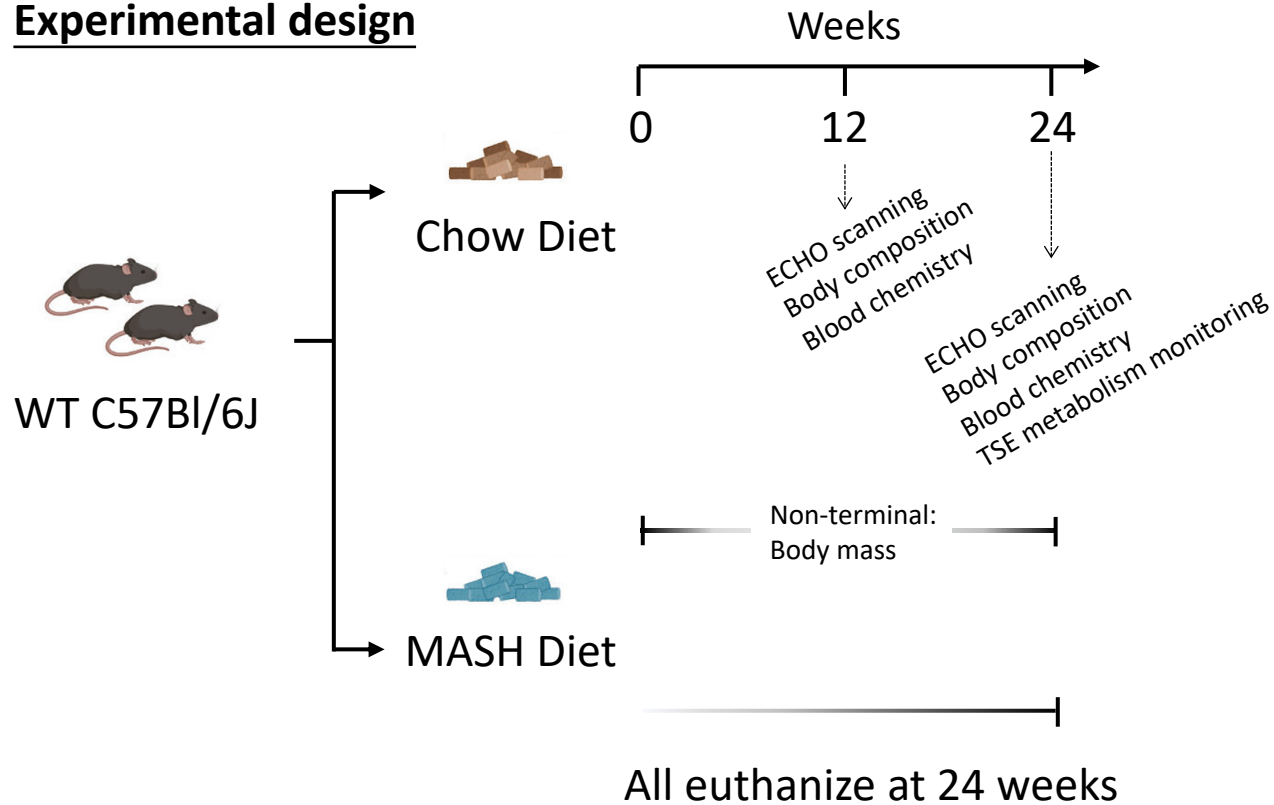 Experimental design
Weeks
0
12
24
Chow Diet
ECHO scanning
Body composition
Blood chemistry
ECHO scanning
Body composition
Blood chemistry
TSE metabolism monitoring
WT C57Bl/6J
Non-terminal:
Body mass
MASH Diet
All euthanize at 24 weeks